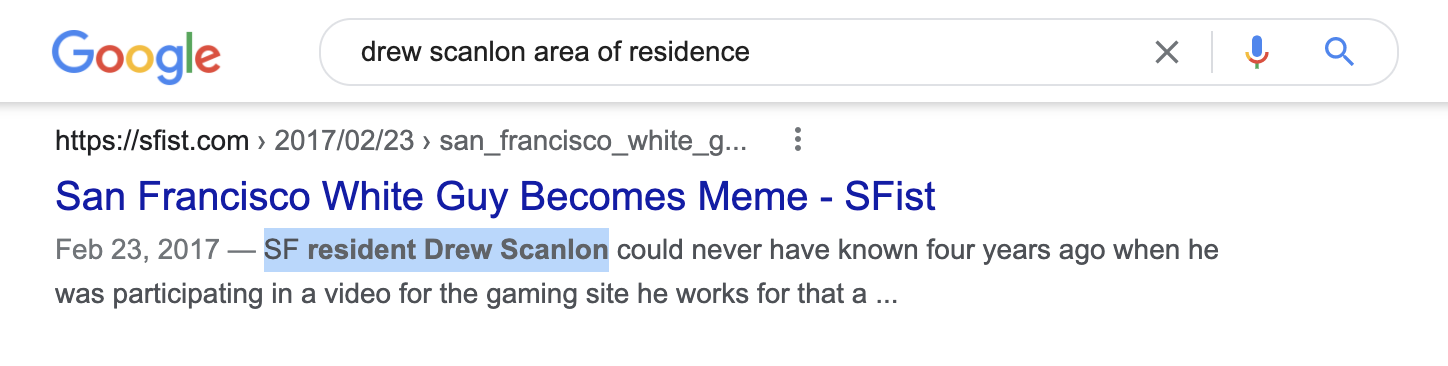 Google
drew scanlon area of residence
https://sfist.com › 2017/02/23 › san_francisco_white_g...
San Francisco White Guy Becomes Meme - SFist
Feb 23, 2017 — SF resident Drew Scanlon could never have known four years ago when he
was participating in a video for the gaming site he works for that a ...